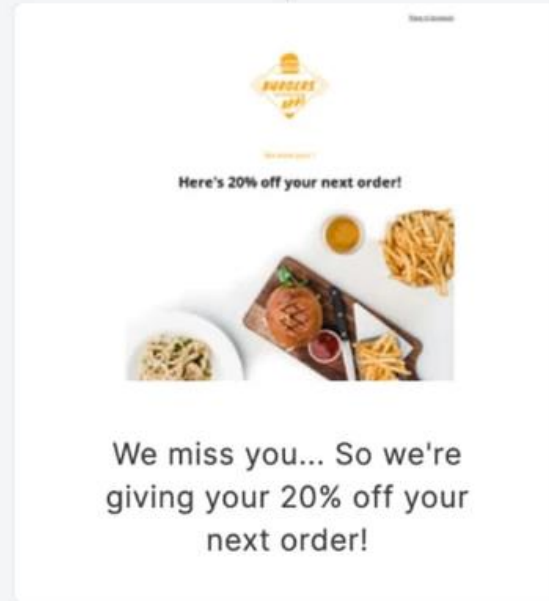 BURGERS
APP!
Here's 20% off your next order!
We miss you... So we're
giving your 20% off your
next order!